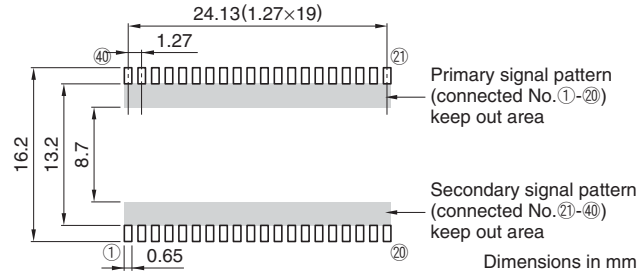 24.13(1.27×19)
㊵
1.27
㉑
Primary signal pattern
(connected No.①-⑳)
keep out area
16.2
13.2
8.7
Secondary signal pattern
(connected No.㉑-㊵)
keep out area
①
0.65
⑳
Dimensions in mm